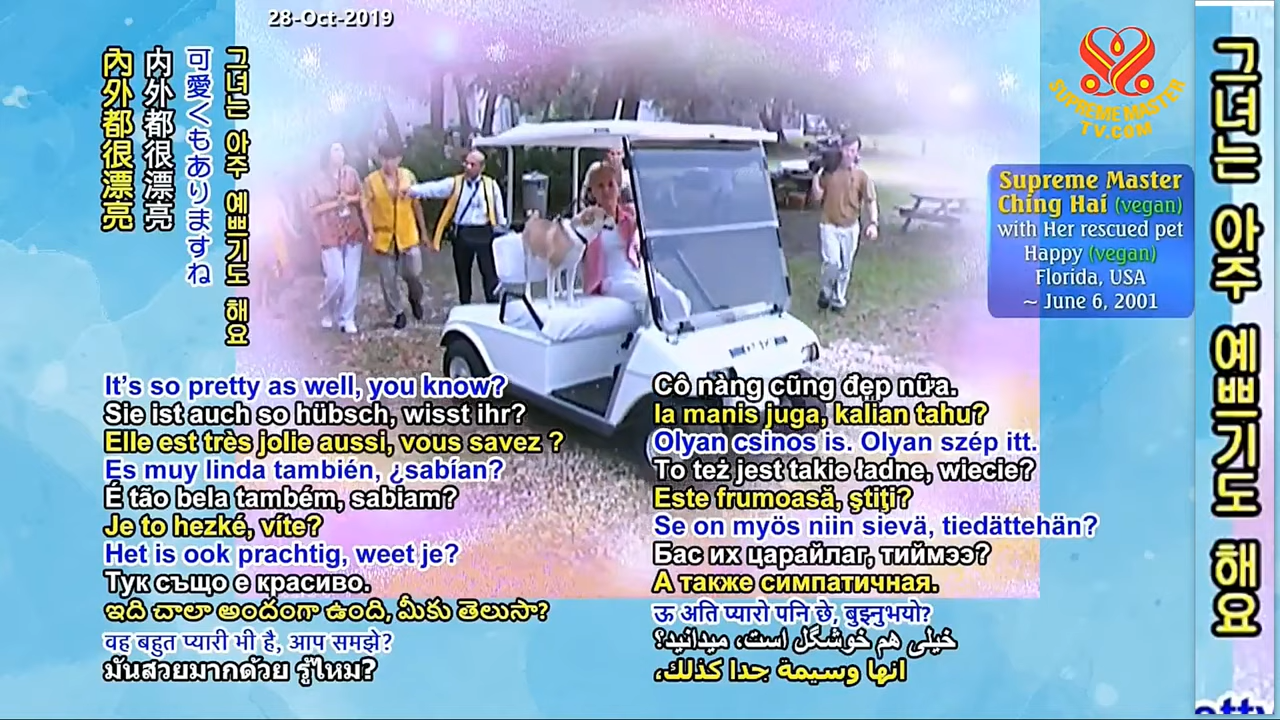 28-Oct-2019
그녀는 아주 예쁘기도 해요
可愛くもありますね
内外都很漂亮
內外都很漂亮
SUPREME MASTER
TV.COM
Supreme Master
Ching Hai (vegan)
with Her rescued pet
Happy (vegan)
Florida, USA
~ June 6, 2001
It's so pretty as well, you know?
Sie ist auch so hübsch, wisst ihr?
Elle est très jolie aussi, vous savez ?
Es muy linda también, ¿sabían?
É tão bela também, sabiam?
Je to hezké, víte?
Het is ook prachtig, weet je?
Тук също е красиво.
ఇది చాలా అందంగా ఉంది, మీకు తెలుసా?
वह बहुत प्यारी भी है, आप समझे?
มันสวยมากด้วย รู้ไหม?
Cô nàng cũng đẹp nữa.
Ia manis juga, kalian tahu?
Olyan csinos is. Olyan szép itt.
To też jest takie ładne, wiecie?
Este frumoasă, ştiţi?
Se on myös niin sievä, tiedättehän?
Бас их царайлаг, тиймээ?
А также симпатичная.
ऊ अति प्यारो पनि छे, बुझ्नुभयो?
خیلی هم خوشگل است، میدانید؟
انها وسيمة جدا كذلك،
그녀는 아주 예쁘기도 해요